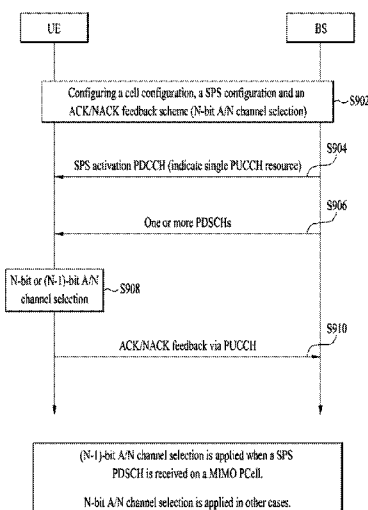 UE
BS
Configuring a cell configuration, a SPS configuration and an
ACK/NACK feedback scheme (N-bit A/N channel selection)
S902
S904
SPS activation PDCCH (indicate single PUCCH resource)
S906
One or more PDSCHs
N-bit or (N-1)-bit A/N
channel selection
S908
S910
ACK/NACK feedback via PUCCH
(N-1)-bit A/N channel selection is applied when a SPS
PDSCH is received on a MIMO PCell.
N-bit A/N channel selection is applied in other cases.